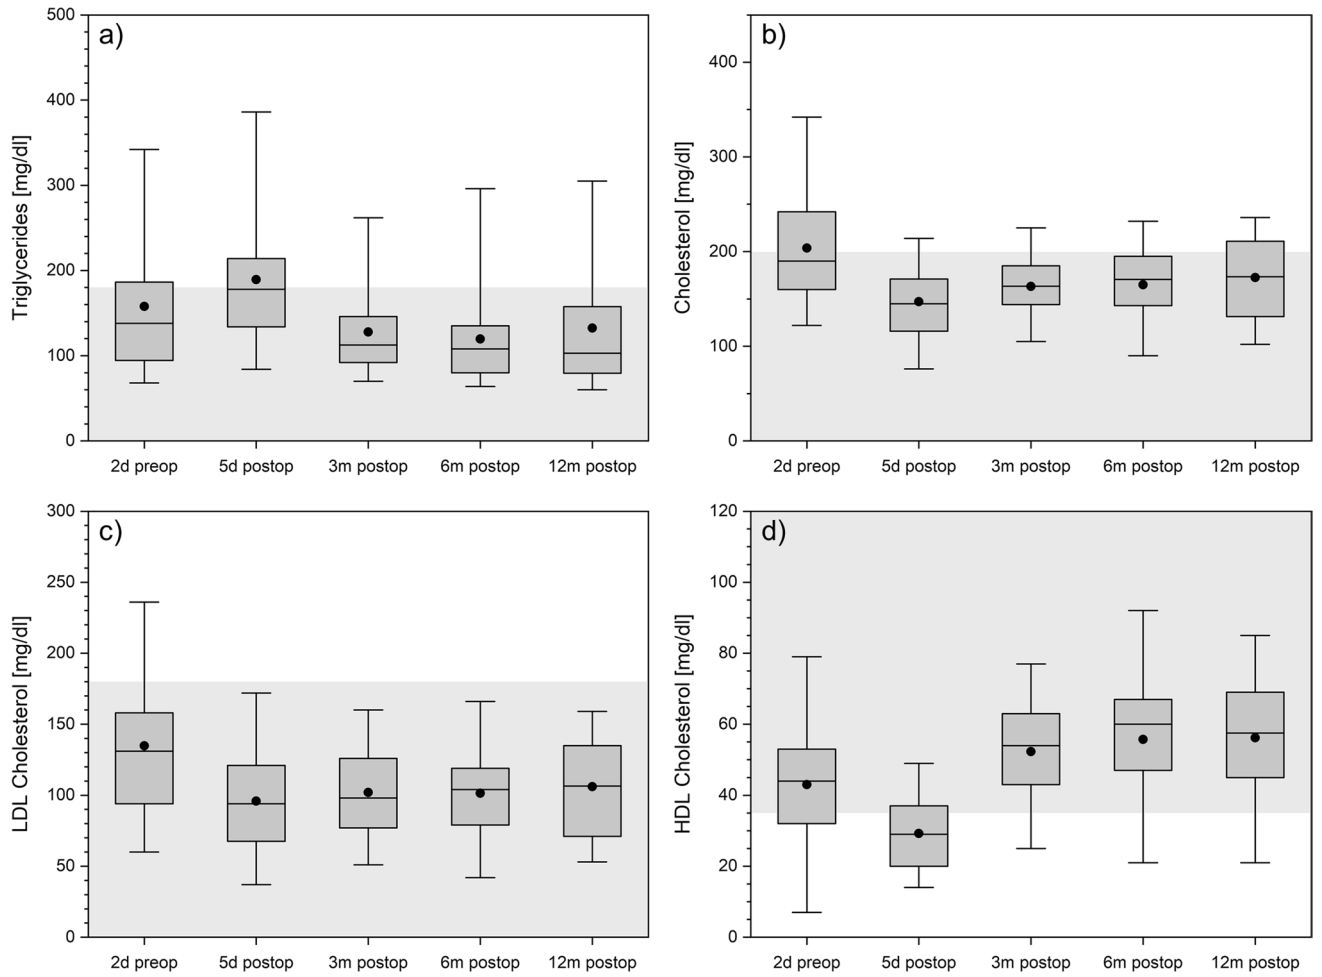 a)
Triglycerides [mg/dl]
500
400
300
200
100
0
2d preop 5d postop 3m postop 6m postop 12m postop
b)
Cholesterol [mg/dl]
400
300
200
100
0
2d preop 5d postop 3m postop 6m postop 12m postop
c)
LDL Cholesterol [mg/dl]
300
250
200
150
100
50
0
2d preop 5d postop 3m postop 6m postop 12m postop
d)
HDL Cholesterol [mg/dl]
120
100
80
60
40
20
0
2d preop 5d postop 3m postop 6m postop 12m postop